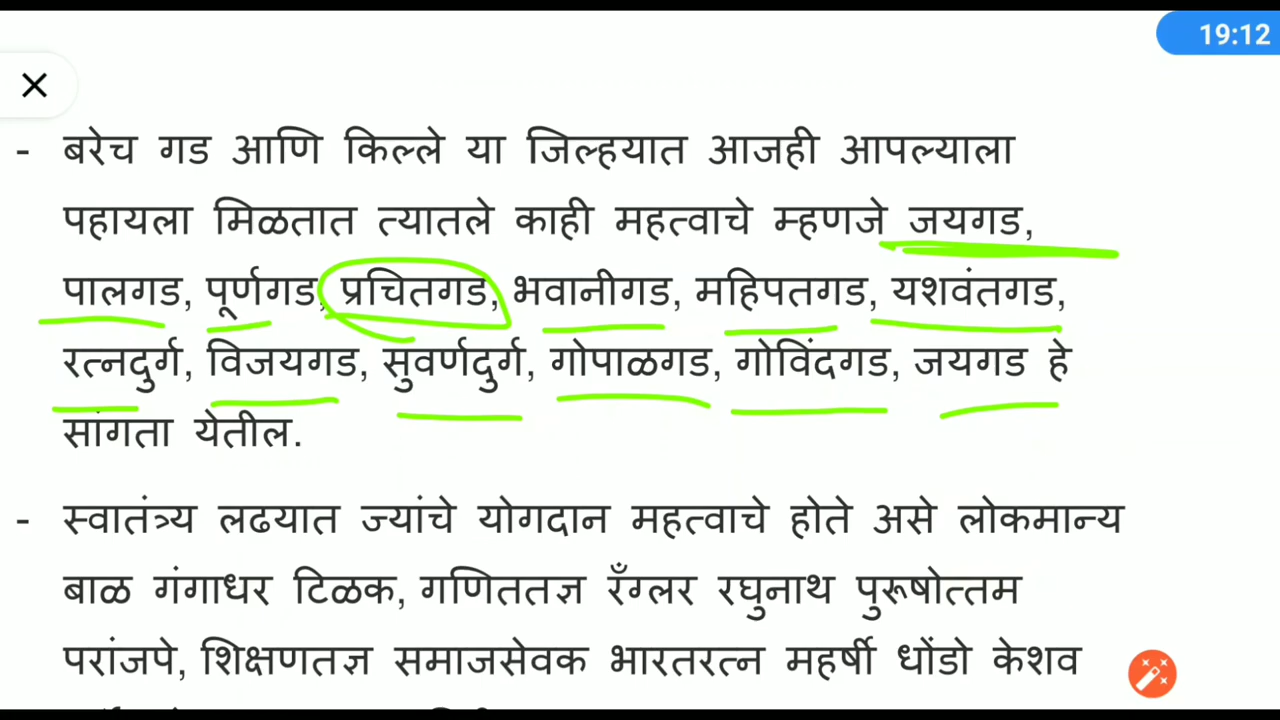 19:12
- बरेच गड आणि किल्ले या जिल्हयात आजही आपल्याला
पहायला मिळतात त्यातले काही महत्वाचे म्हणजे जयगड,
पालगड, पूर्णगड, प्रचितगड, भवानीगड, महिपतगड, यशवंतगड,
रत्नदुर्ग, विजयगड, सुवर्णदुर्ग, गोपाळगड, गोविंदगड, जयगड हे
सांगता येतील.
- स्वातंत्र्य लढयात ज्यांचे योगदान महत्वाचे होते असे लोकमान्य
बाळ गंगाधर टिळक, गणिततज्ञ रँग्लर रघुनाथ पुरूषोत्तम
परांजपे, शिक्षणतज्ञ समाजसेवक भारतरत्न महर्षी धोंडो केशव